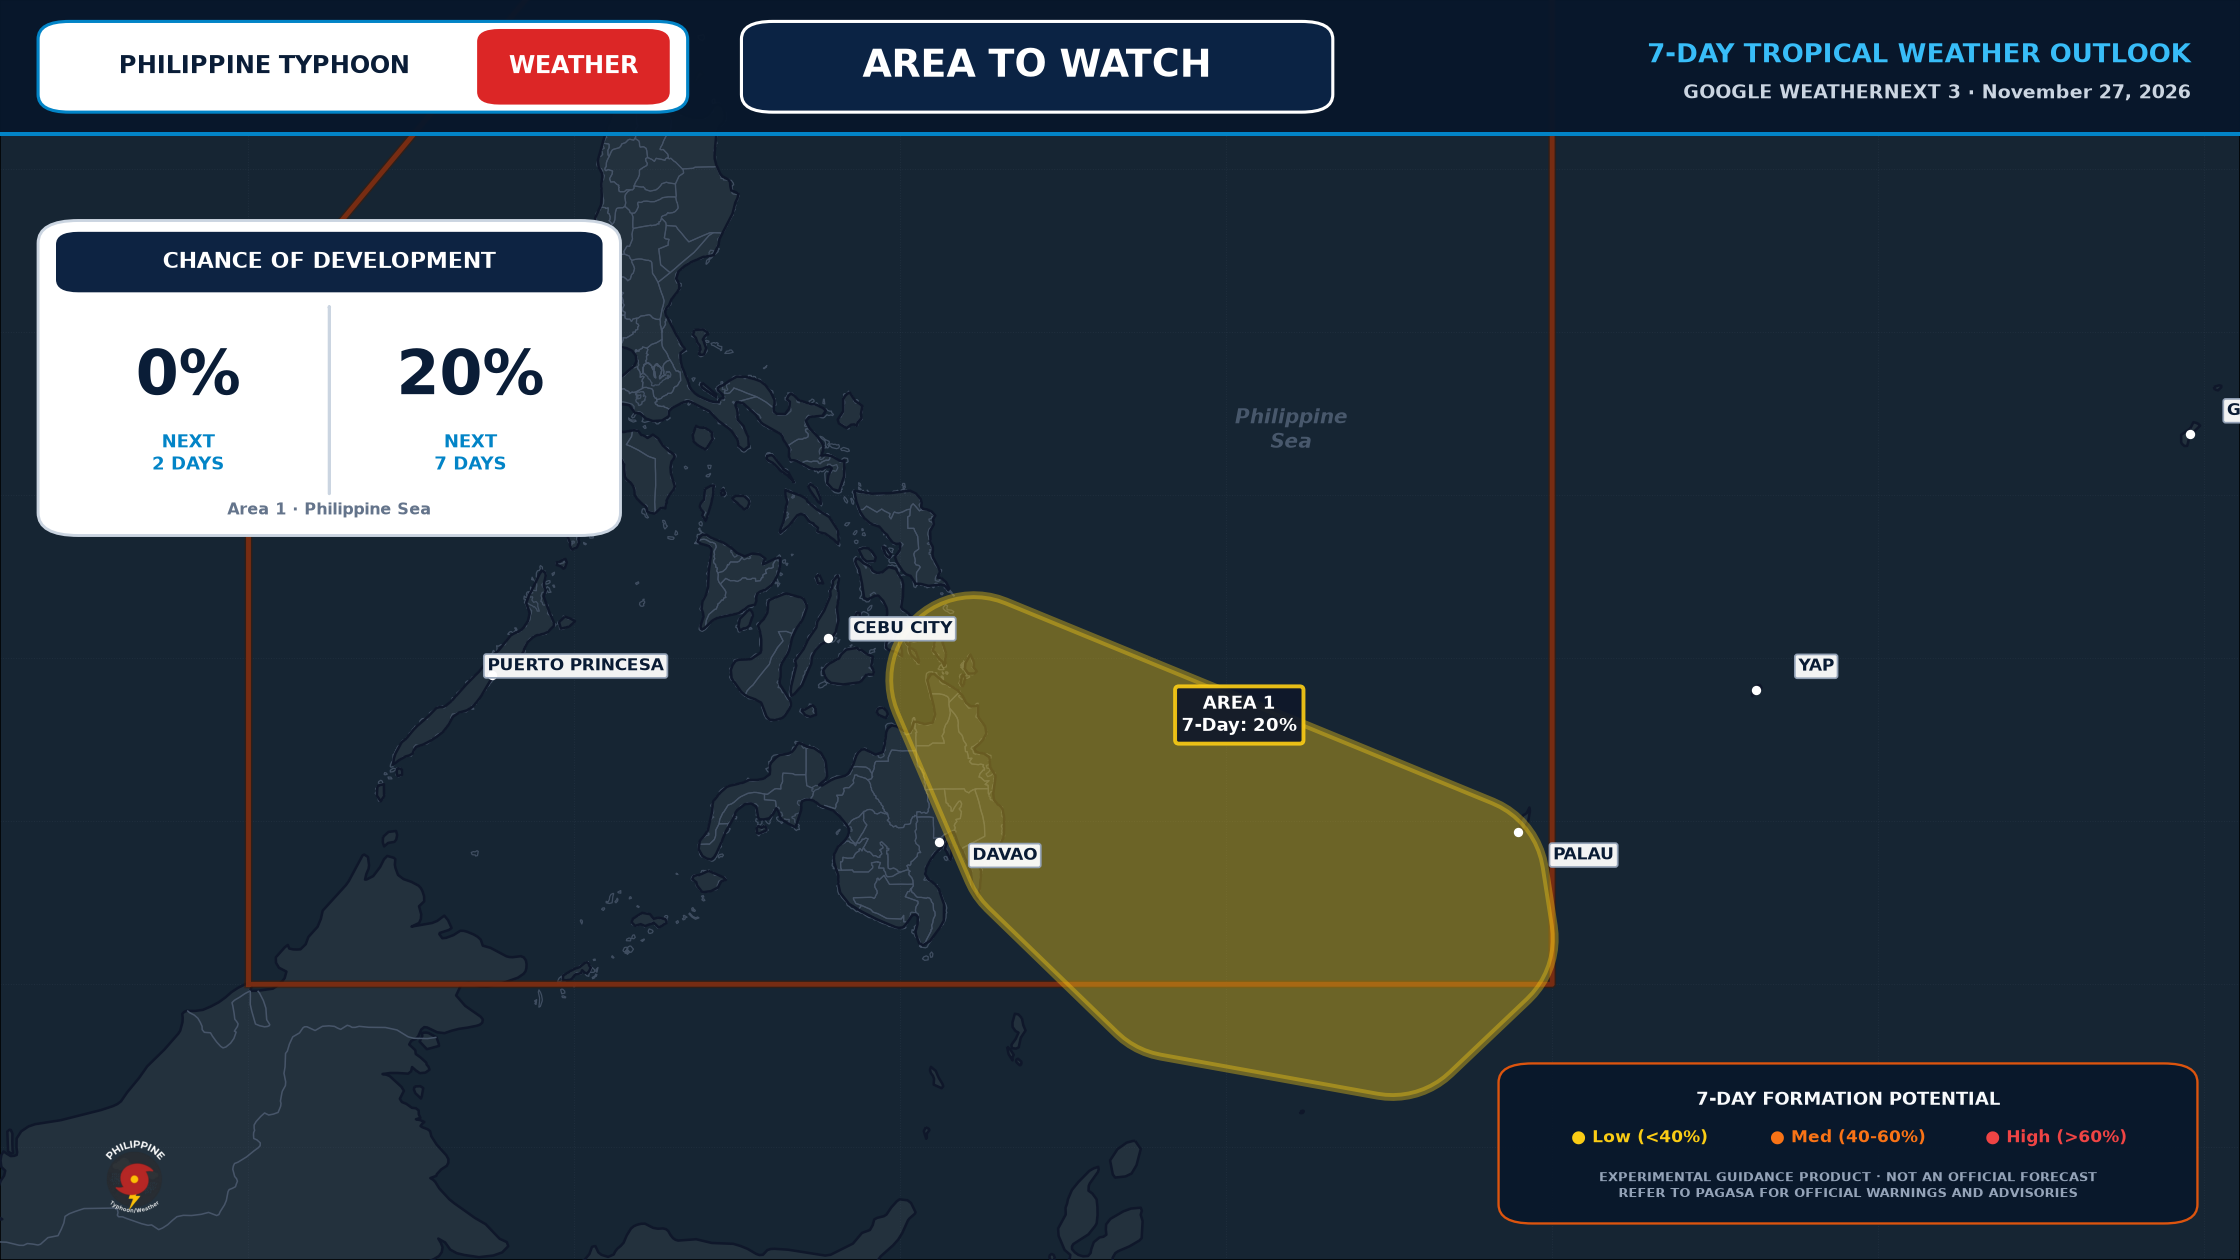 PHILIPPINE TYPHOON WEATHER
AREA TO WATCH
7-DAY TROPICAL WEATHER OUTLOOK
GOOGLE WEATHERNEXT 3 · November 27, 2026
CHANCE OF DEVELOPMENT
0% 20%
NEXT NEXT
2 DAYS 7 DAYS
Area 1 · Philippine Sea
Philippine
Sea
G
CEBU CITY
PUERTO PRINCESA
YAP
AREA 1
7-Day: 20%
DAVAO
PALAU
7-DAY FORMATION POTENTIAL
Low (<40%) Med (40-60%) High (>60%)
EXPERIMENTAL GUIDANCE PRODUCT · NOT AN OFFICIAL FORECAST
REFER TO PAGASA FOR OFFICIAL WARNINGS AND ADVISORIES
PHILIPPINE
Typhoon/Weather